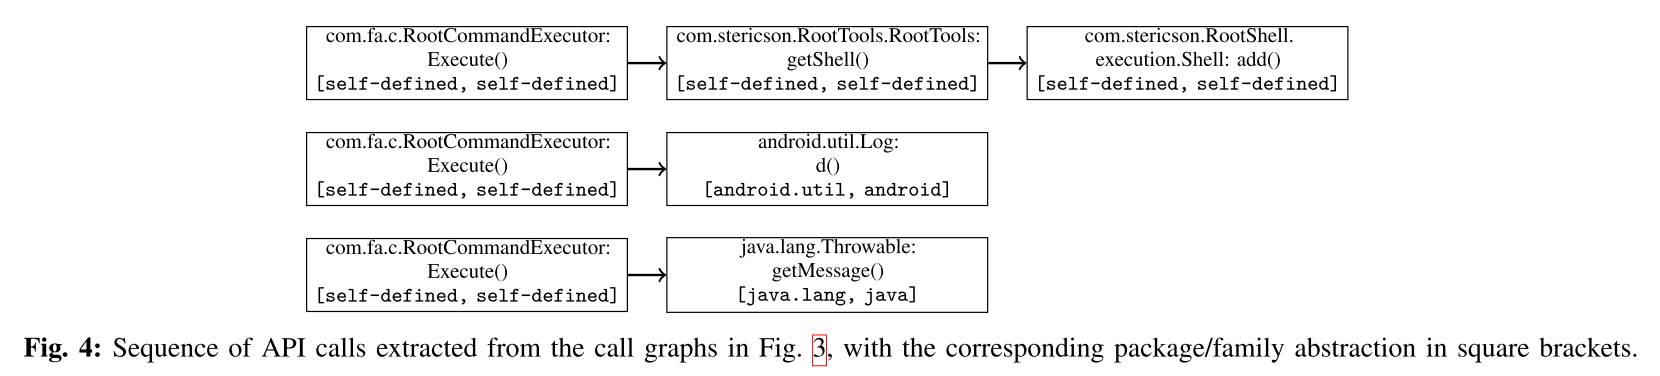 com.fa.c.RootCommandExecutor:
Execute()
[self-defined, self-defined]
com.stericson.RootTools.RootTools:
getShell()
[self-defined, self-defined]
com.stericson.RootShell.
execution.Shell: add()
[self-defined, self-defined]
com.fa.c.RootCommandExecutor:
Execute()
[self-defined, self-defined]
android.util.Log:
d()
[android.util, android]
com.fa.c.RootCommandExecutor:
Execute()
[self-defined, self-defined]
java.lang.Throwable:
getMessage()
[java.lang, java]
Fig. 4: Sequence of API calls extracted from the call graphs in Fig. 3, with the corresponding package/family abstraction in square brackets.